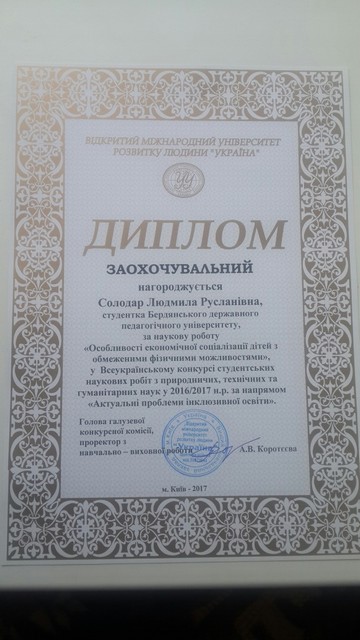 ВІДКРИТИЙ МІЖНАРОДНИЙ УНІВЕРСИТЕТ
РОЗВИТКУ ЛЮДИНИ "УКРАЇНА"
ДИПЛОМ
ЗАОХОЧУВАЛЬНИЙ
нагороджується
Солодар Людмила Русланівна,
студентка Бердянського державного
педагогічного університету,
за наукову роботу
«Особливості економічної соціалізації дітей з
обмеженими фізичними можливостями»,
у Всеукраїнському конкурсі студентських
наукових робіт з природничих, технічних та
гуманітарних наук у 2016/2017 н.р. за напрямом
«Актуальні проблеми інклюзивної освіти».
Голова галузевої
конкурсної комісії,
проректор з
навчально – виховної роботи А.В. Коротєєва
м. Київ - 2017